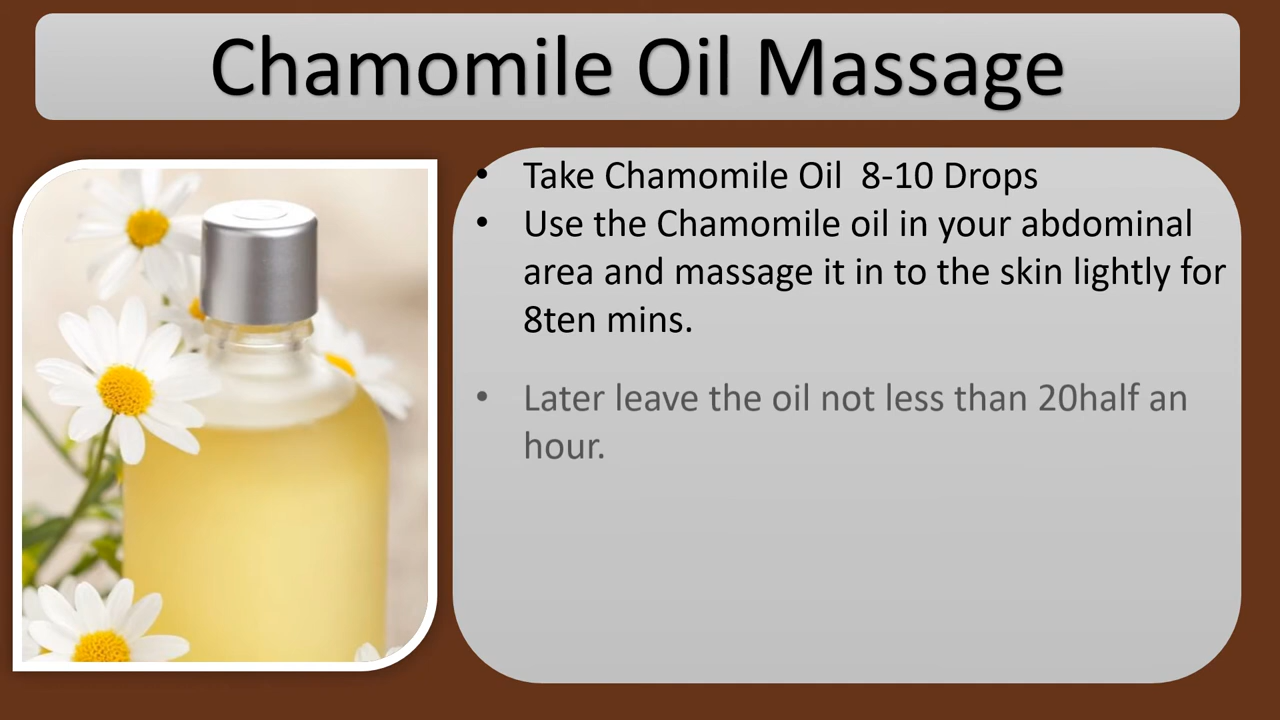 Chamomile Oil Massage
• Take Chamomile Oil  8-10 Drops
• Use the Chamomile oil in your abdominal
area and massage it in to the skin lightly for
8ten mins.
• Later leave the oil not less than 20half an
hour.